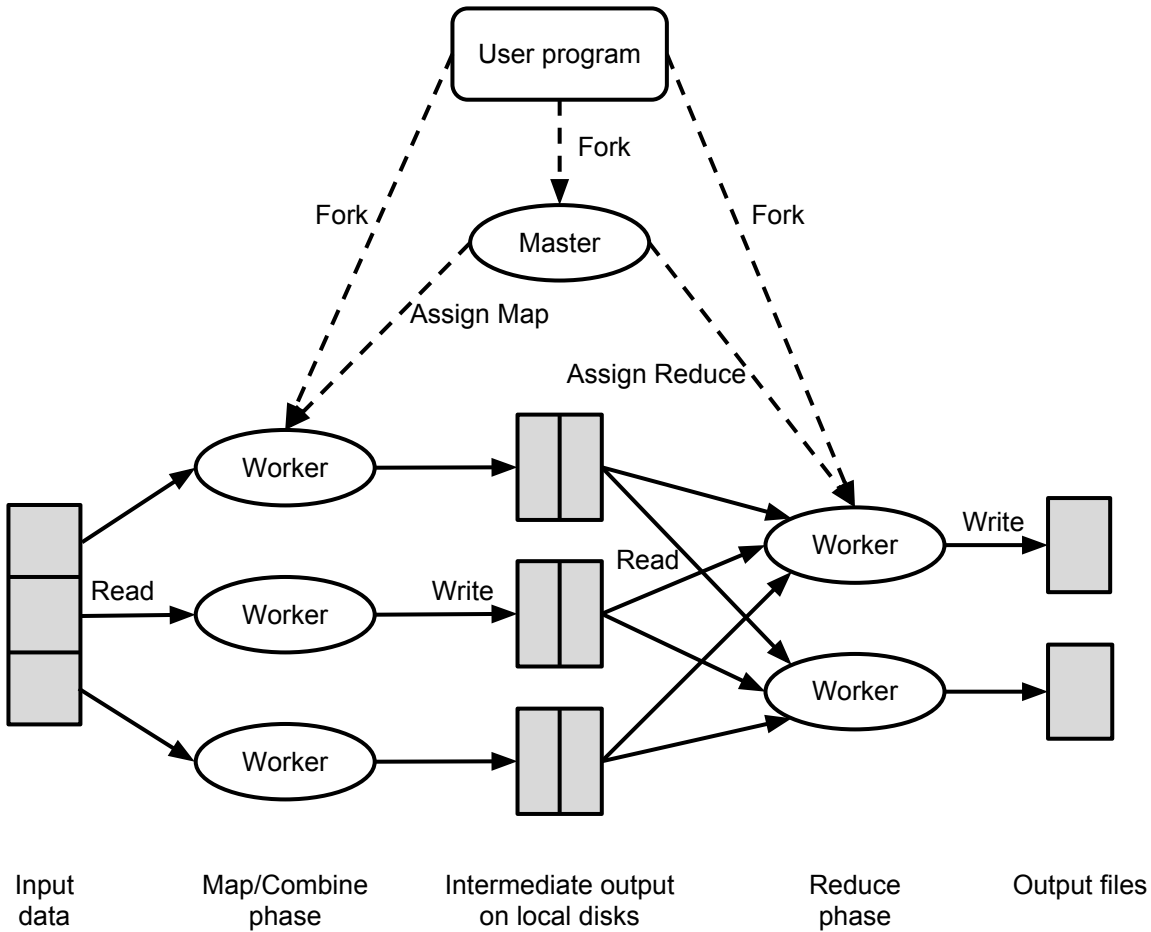 User program
Fork
Fork
Fork
Master
Assign Map
Assign Reduce
Worker
Worker
Write
Read
Read
Worker
Write
Worker
Worker
Input
data
Map/Combine
phase
Intermediate output
on local disks
Reduce
phase
Output files